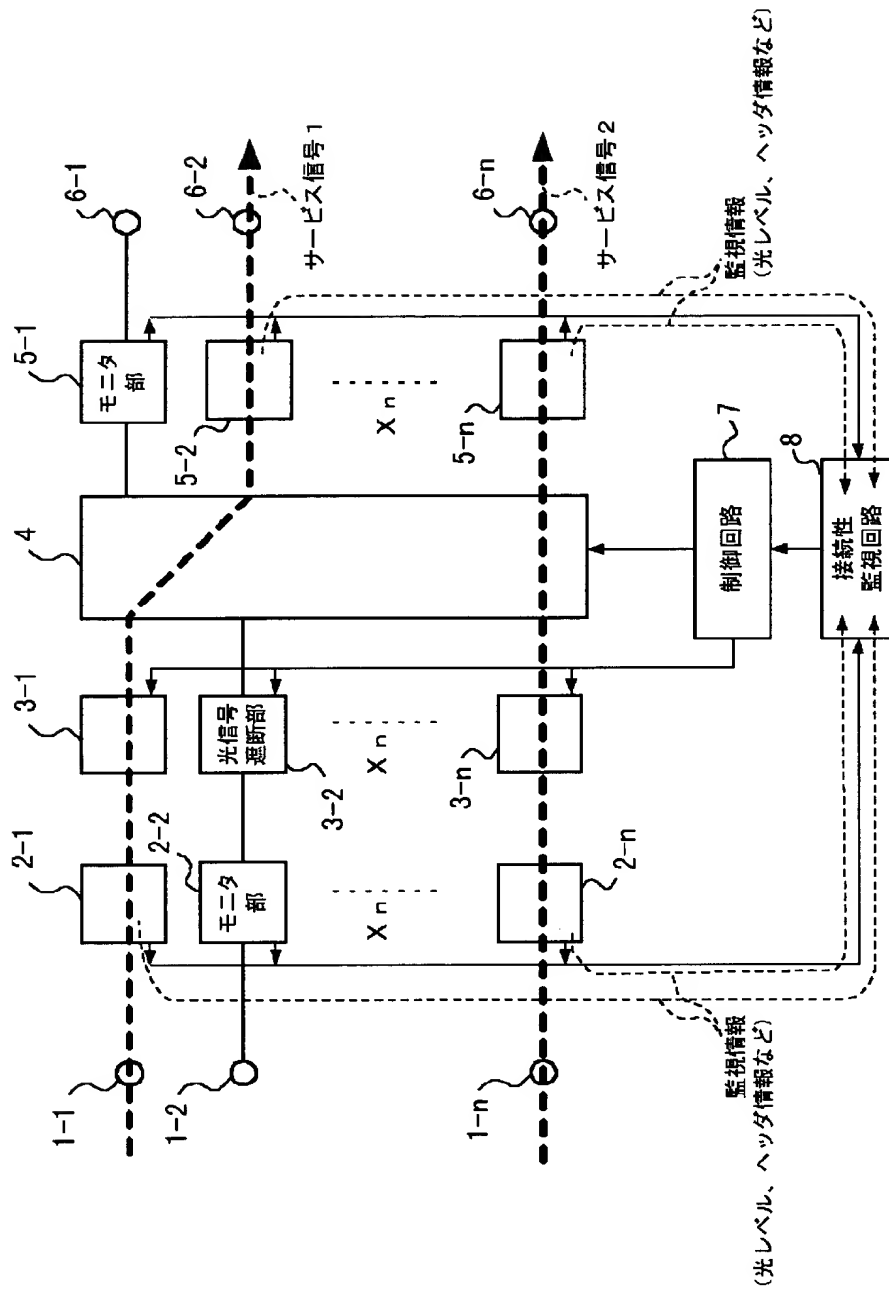 1-1
2-1
3-1
4
5-1
モニタ
部
6-1
1-2
2-2
モニタ
部
光信号
遮断部
3-2
5-2
6-2
サービス信号1
Xn
Xn
Xn
1-n
2-n
3-n
5-n
6-n
サービス信号2
制御回路
7
接続性
監視回路
8
監視情報
(光レベル、ヘッダ情報など)
監視情報
(光レベル、ヘッダ情報など)